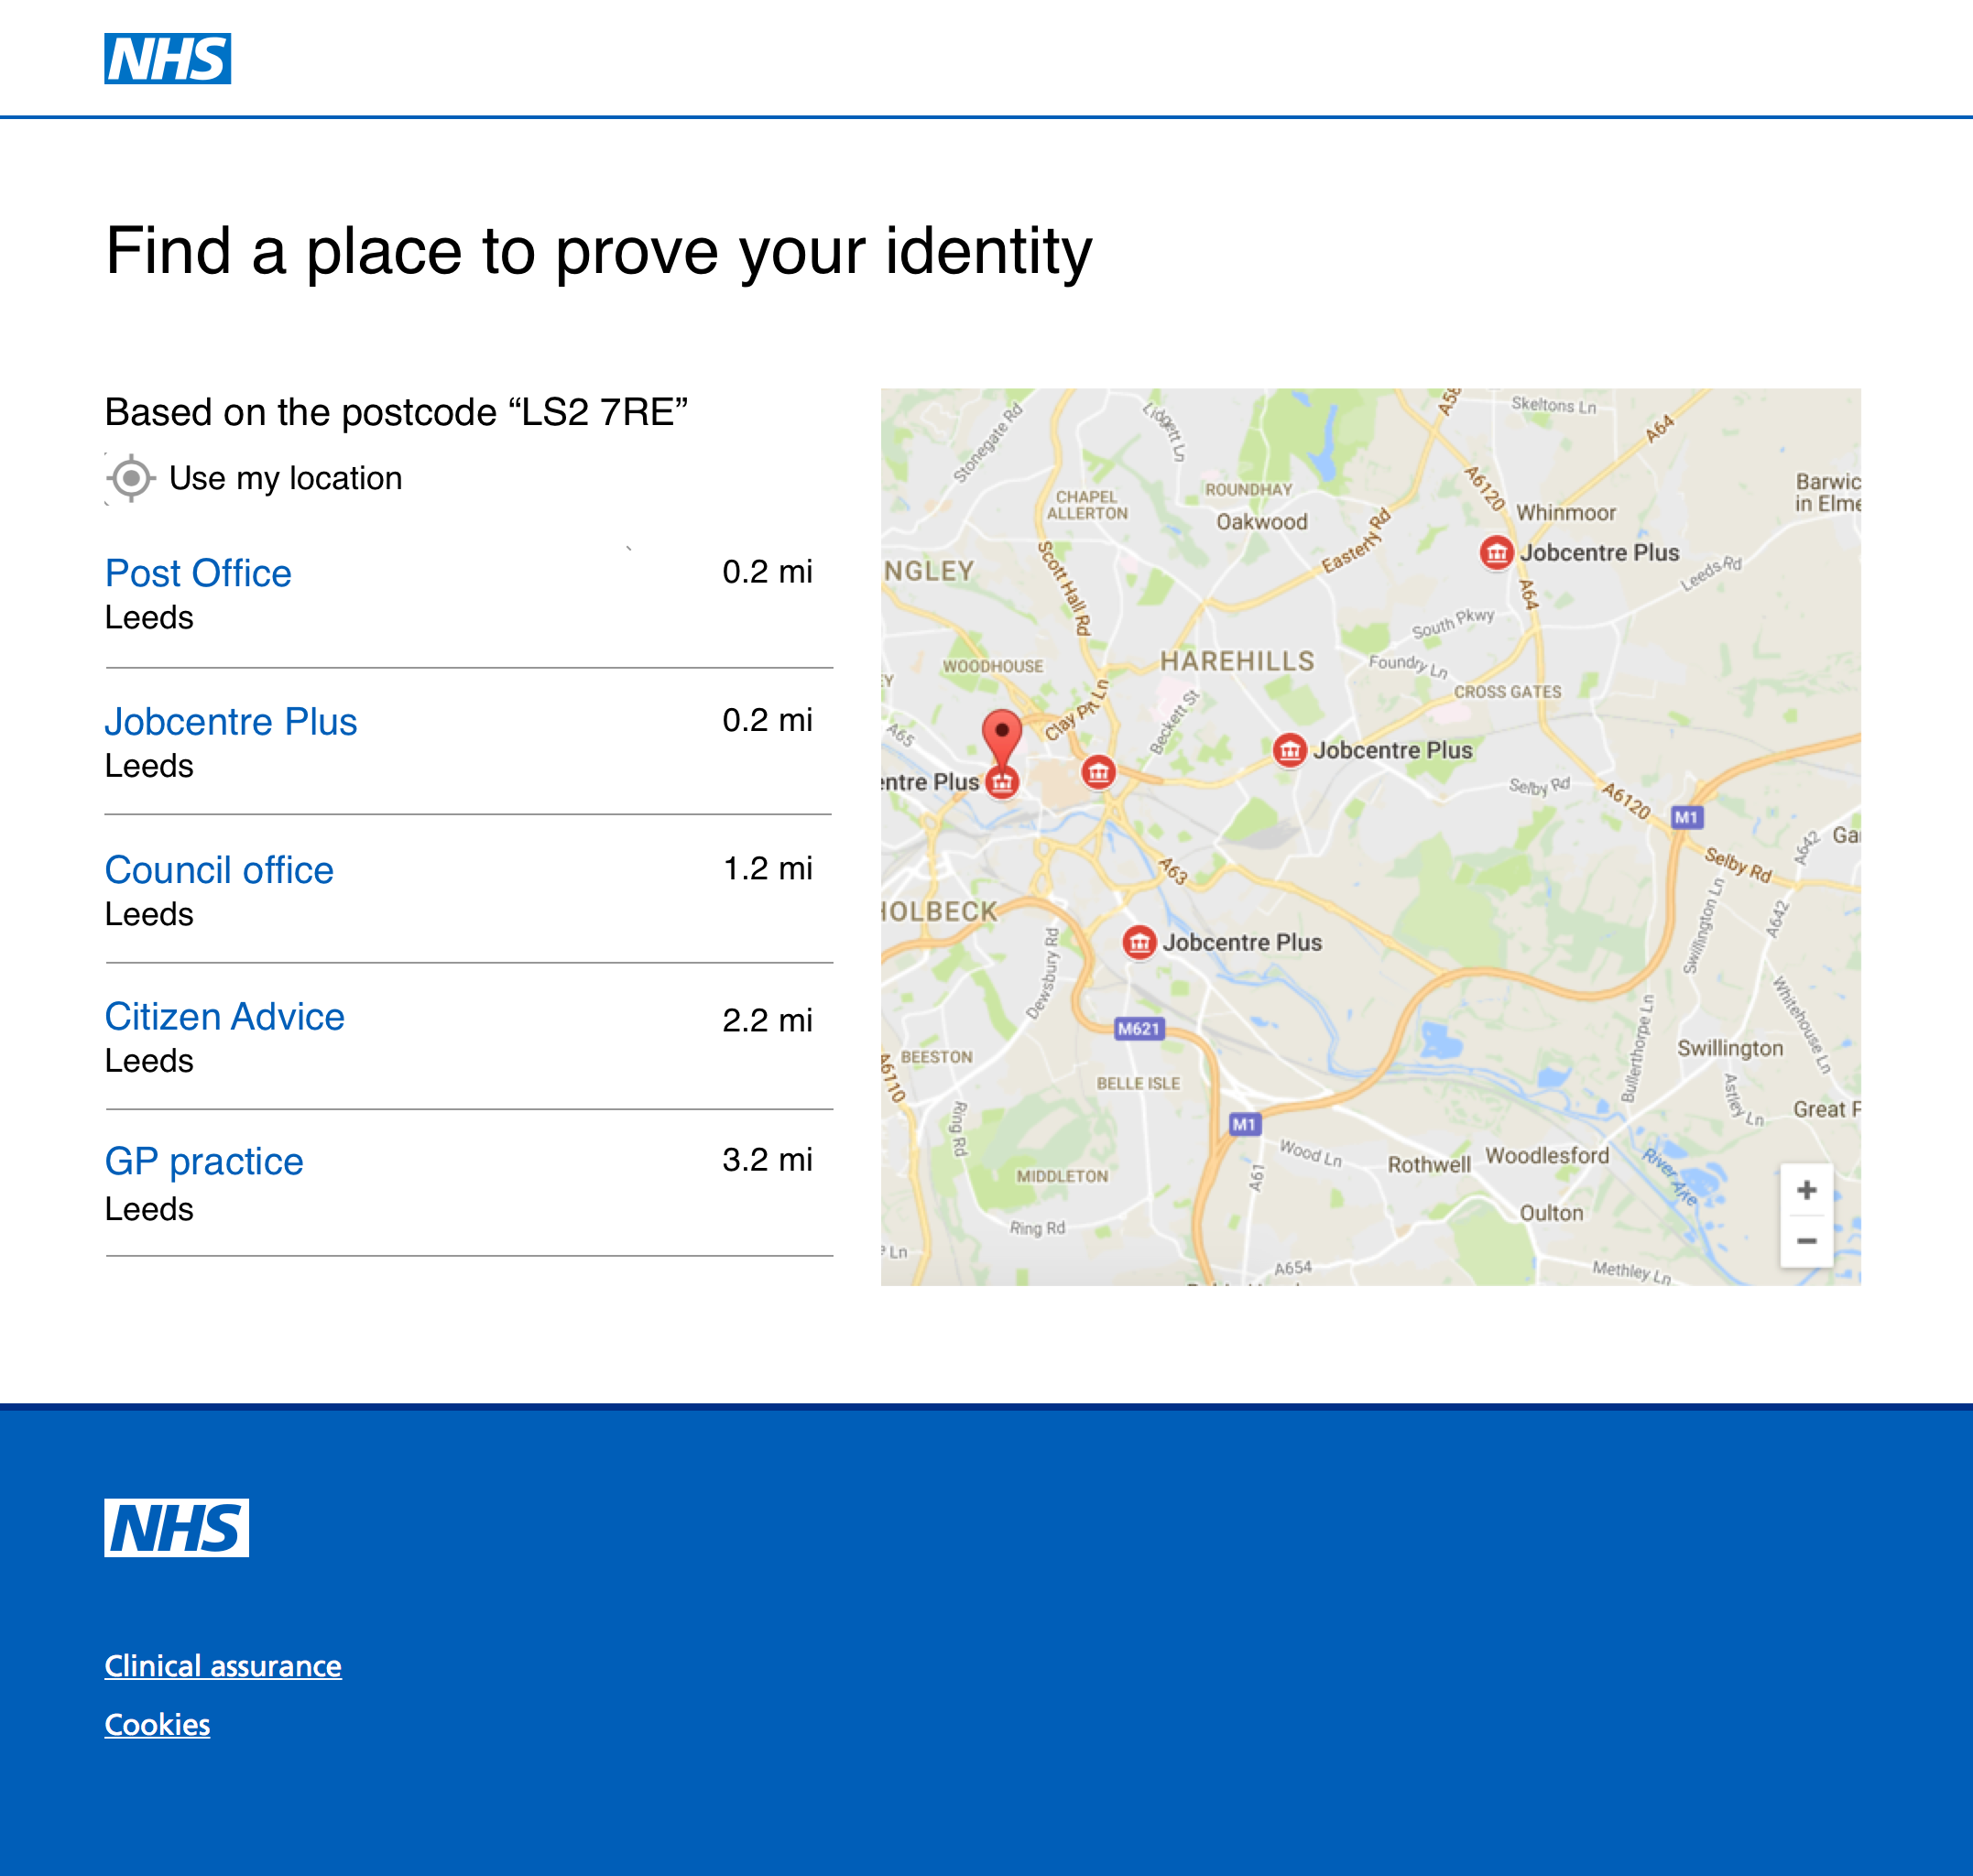 NHS
Find a place to prove your identity
Based on the postcode “LS2 7RE”
Use my location
Post Office 0.2 mi
Leeds
Jobcentre Plus 0.2 mi
Leeds
Council office 1.2 mi
Leeds
Citizen Advice 2.2 mi
Leeds
GP practice 3.2 mi
Leeds
Stonegate Rd
Lidgett Ln
A58
Skeltons Ln
A64
CHAPEL
ALLERTON
ROUNDHAY
Oakwood
Easterly Rd
A6120
Whinmoor
Barwic
in Elme
Jobcentre Plus
Leeds Rd
NGLEY
Scott Hall Rd
A64
South Pkwy
WOODHOUSE
HAREHILLS
Foundry Ln
CROSS GATES
EY
A65
Clay Pit Ln
Beckett St
Jobcentre Plus
entre Plus
Selby Rd
A6120
M1
Selby Rd
A642
Ga
A63
HOLBECK
Jobcentre Plus
Dewsbury Rd
Swillington Ln
A642
M621
Whitehouse Ln
Bullerthorpe Ln
Swillington
BEESTON
A6110
BELLE ISLE
Astley Ln
Great F
Ring Rd
M1
Wood Ln
Rothwell
Woodlesford
River Aire
MIDDLETON
A61
Oulton
Ring Rd
Ln
A654
Methley Ln
+
−
NHS
Clinical assurance
Cookies